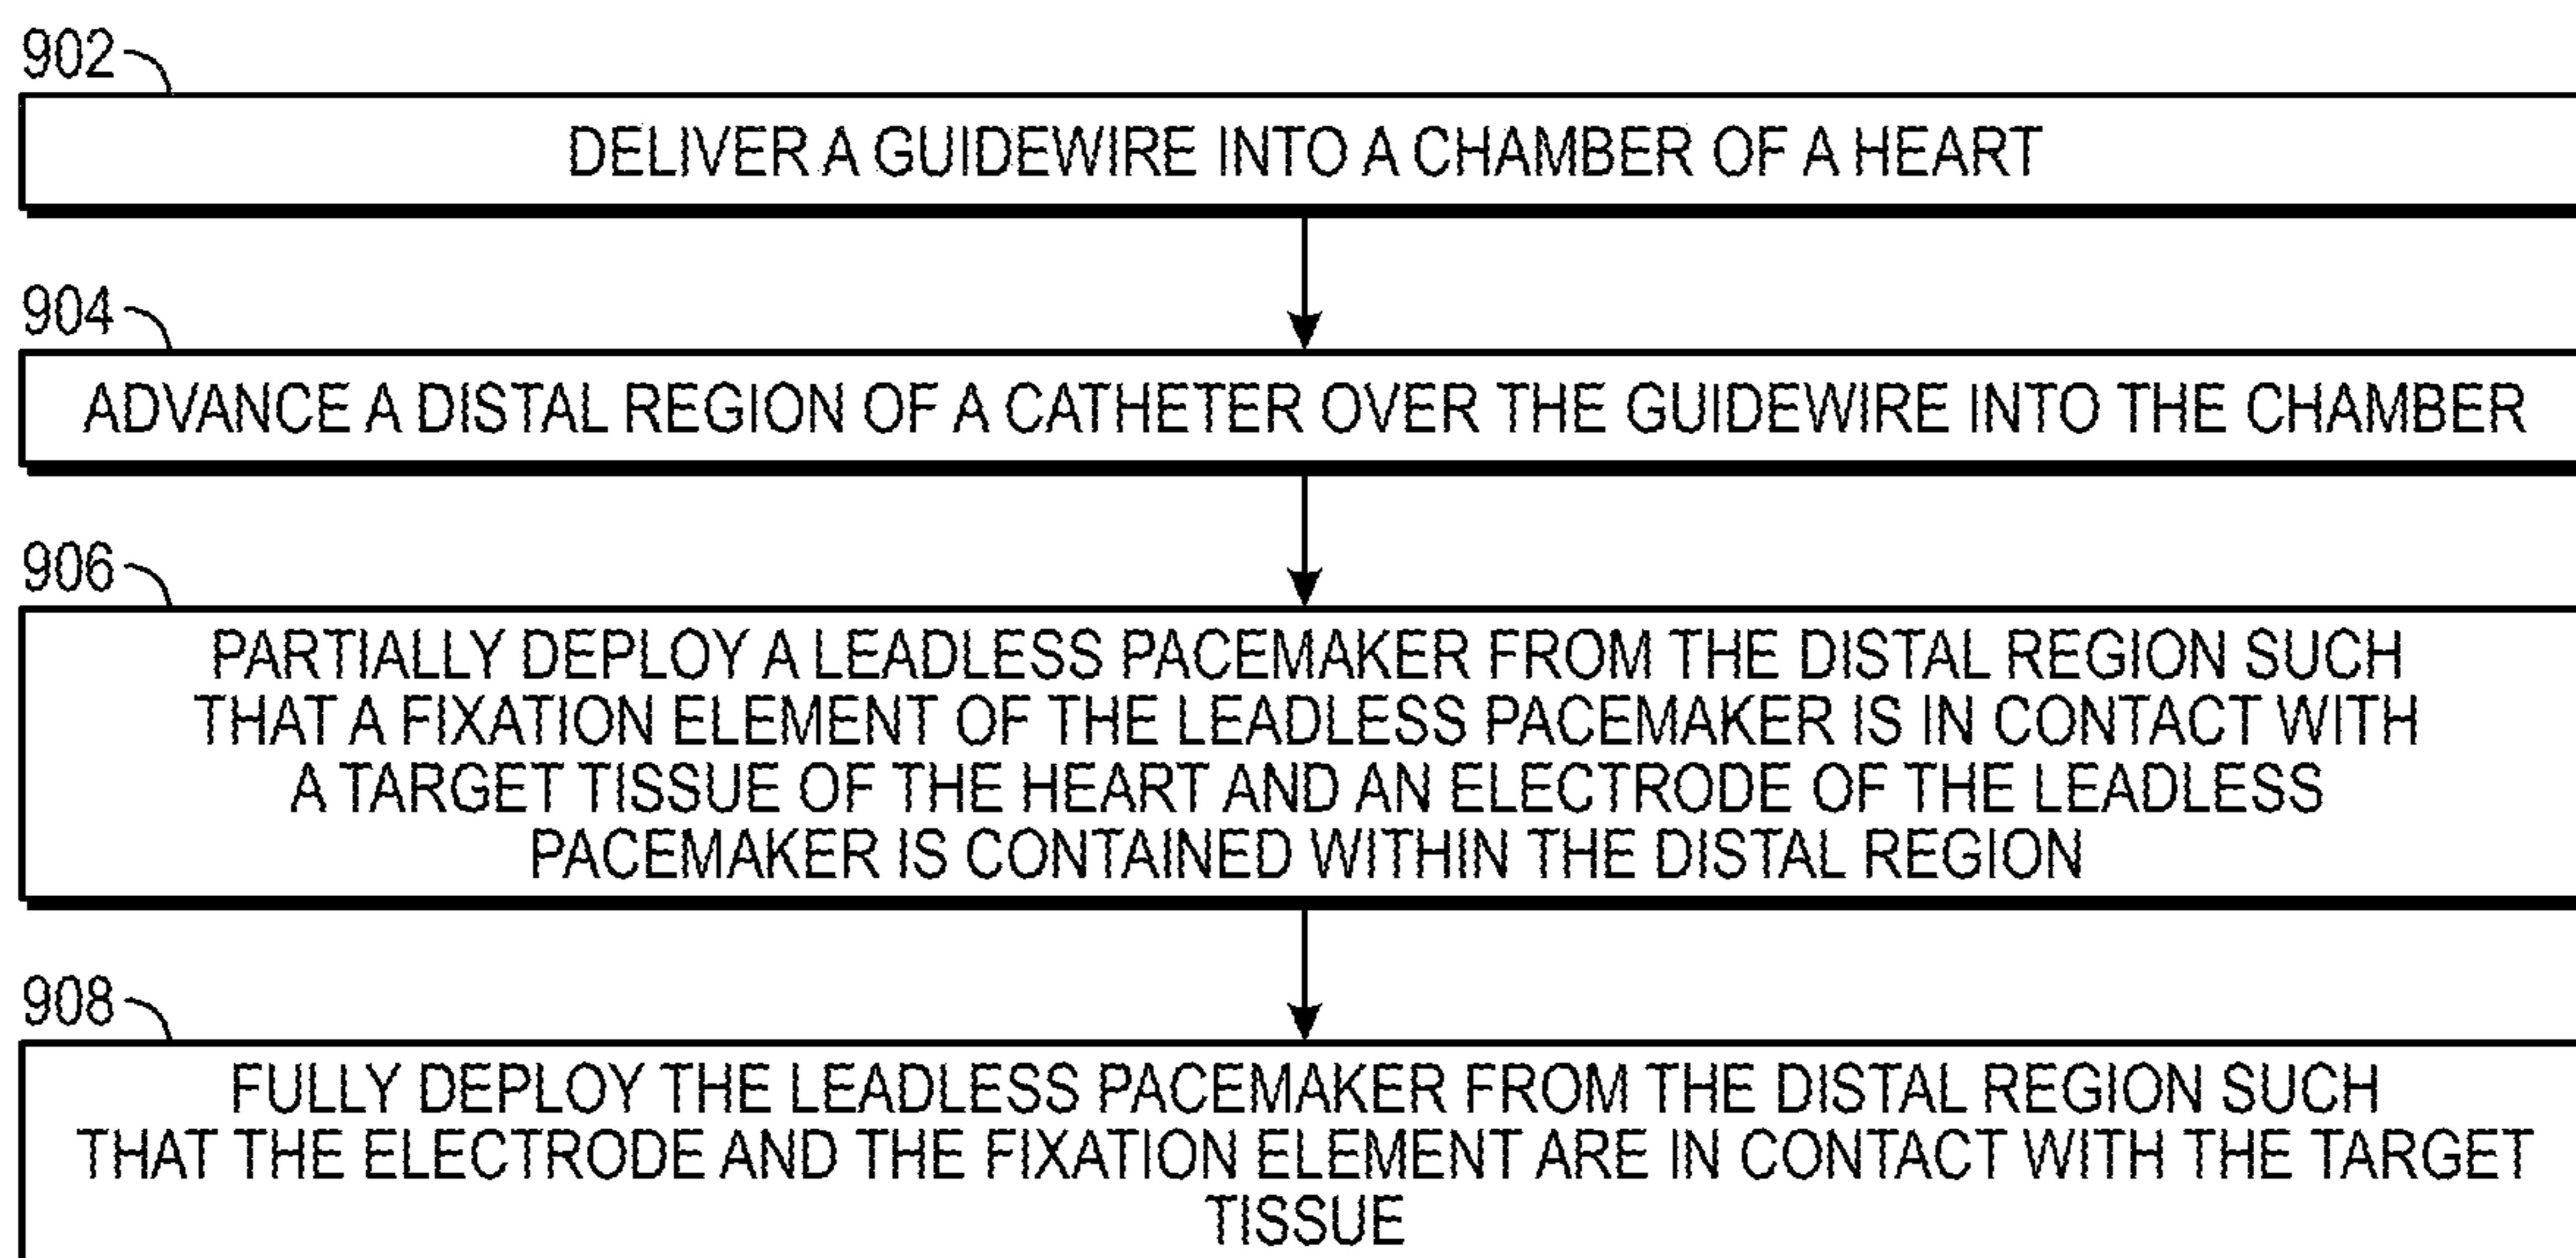 902
DELIVER A GUIDEWIRE INTO A CHAMBER OF A HEART
904
ADVANCE A DISTAL REGION OF A CATHETER OVER THE GUIDEWIRE INTO THE CHAMBER
906
PARTIALLY DEPLOY A LEADLESS PACEMAKER FROM THE DISTAL REGION SUCH
THAT A FIXATION ELEMENT OF THE LEADLESS PACEMAKER IS IN CONTACT WITH
A TARGET TISSUE OF THE HEART AND AN ELECTRODE OF THE LEADLESS
PACEMAKER IS CONTAINED WITHIN THE DISTAL REGION
908
FULLY DEPLOY THE LEADLESS PACEMAKER FROM THE DISTAL REGION SUCH
THAT THE ELECTRODE AND THE FIXATION ELEMENT ARE IN CONTACT WITH THE TARGET
TISSUE